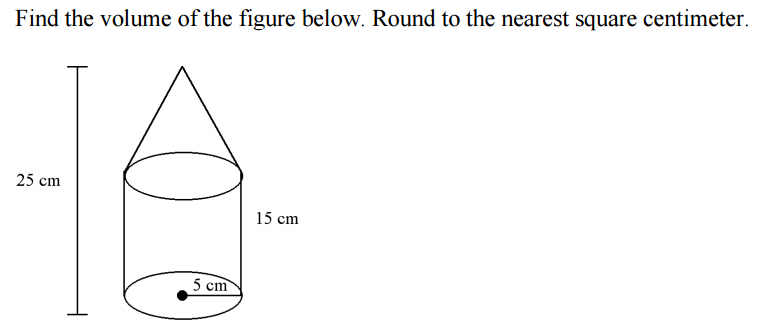 Find the volume of the figure below. Round to the nearest square centimeter.
25 cm
15 cm
5 cm